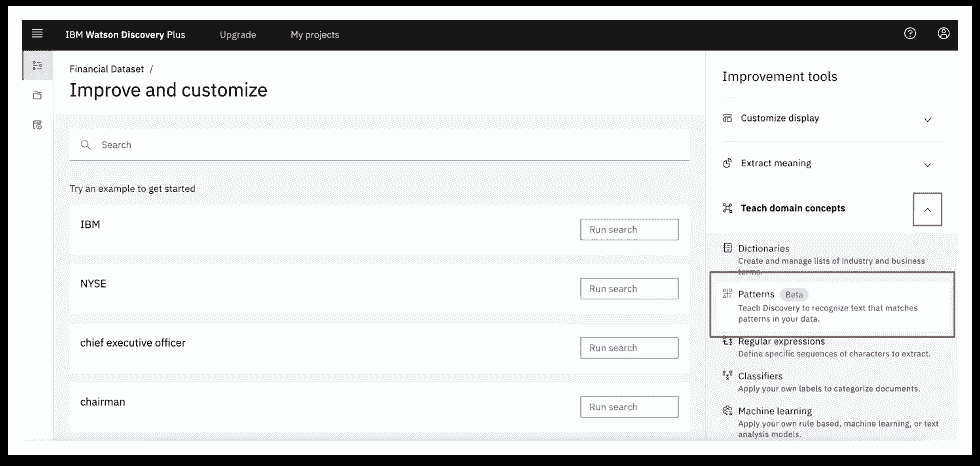 IBM Watson Discovery Plus Upgrade My projects
Financial Dataset /
Improve and customize
Search
Try an example to get started
IBM Run search
NYSE Run search
chief executive officer Run search
chairman Run search
Improvement tools
Customize display
Extract meaning
Teach domain concepts
Dictionaries
Create and manage lists of industry and business
terms.
Patterns Beta
Teach Discovery to recognize text that matches
patterns in your data.
Regular expressions
Define specific sequences of characters to extract.
Classifiers
Apply your own labels to categorize documents.
Machine learning
Apply your own rule based, machine learning, or text
analysis models.